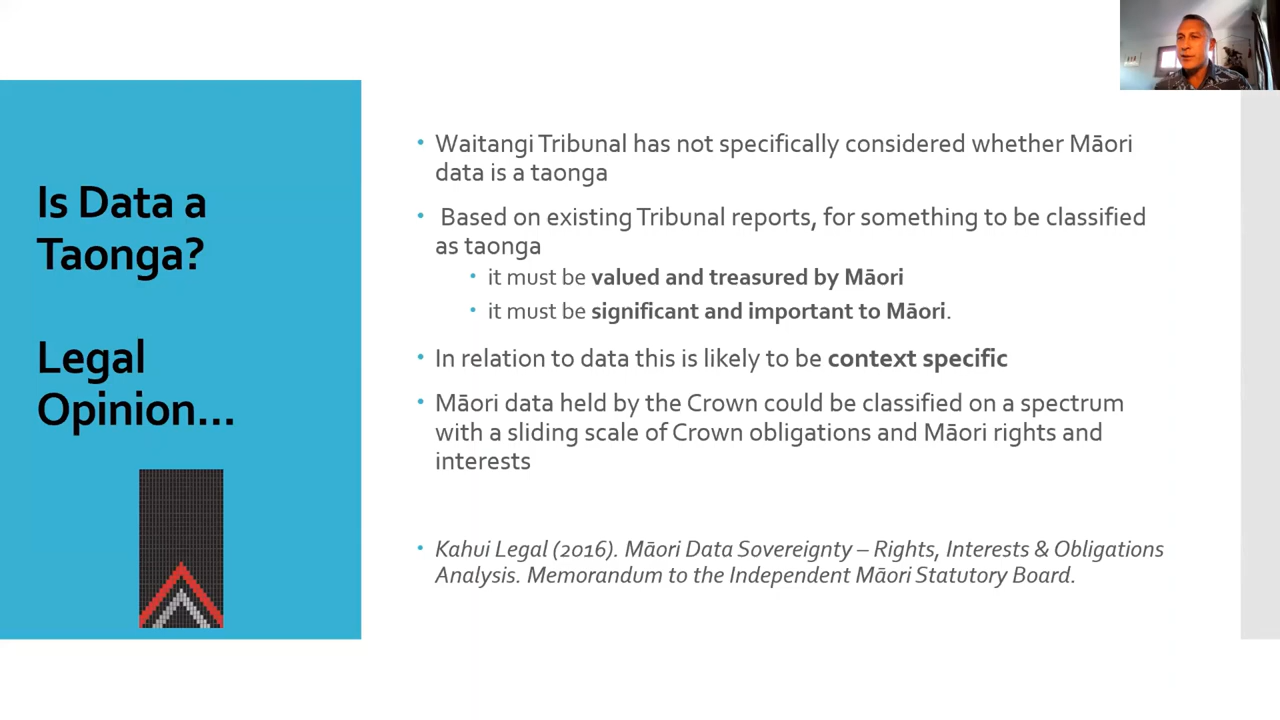 Is Data a
Taonga?
Legal
Opinion...
• Waitangi Tribunal has not specifically considered whether Māori
data is a taonga
• Based on existing Tribunal reports, for something to be classified
as taonga
• it must be valued and treasured by Māori
• it must be significant and important to Māori.
• In relation to data this is likely to be context specific
• Māori data held by the Crown could be classified on a spectrum
with a sliding scale of Crown obligations and Māori rights and
interests
• Kahui Legal (2016). Māori Data Sovereignty – Rights, Interests & Obligations
Analysis. Memorandum to the Independent Māori Statutory Board.